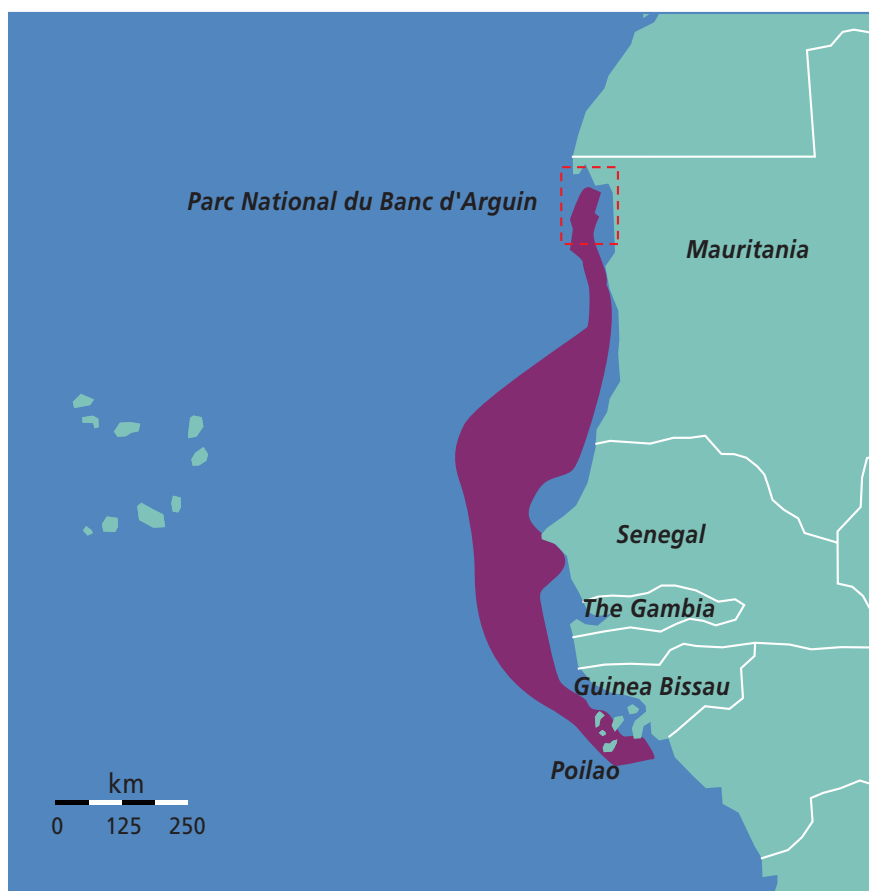 Parc National du Banc d'Arguin
Mauritania
Senegal
The Gambia
Guinea Bissau
Poilao
km
0 125 250